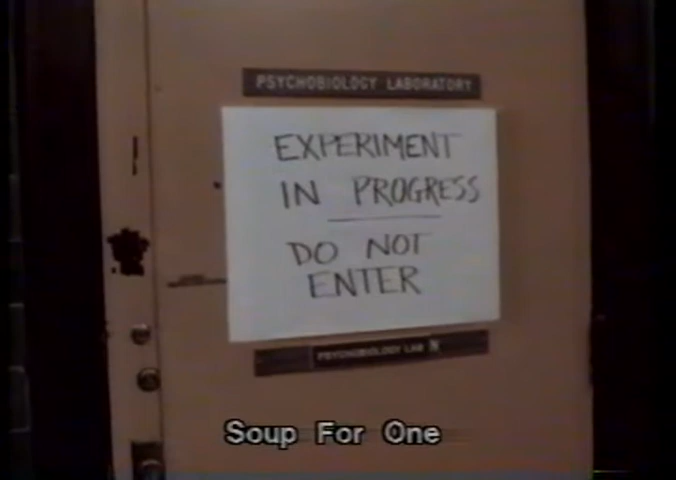 PSYCHOBIOLOGY LABORATORY
EXPERIMENT
IN PROGRESS
DO NOT
ENTER
PSYCHOBIOLOGY LAB N
Soup For One